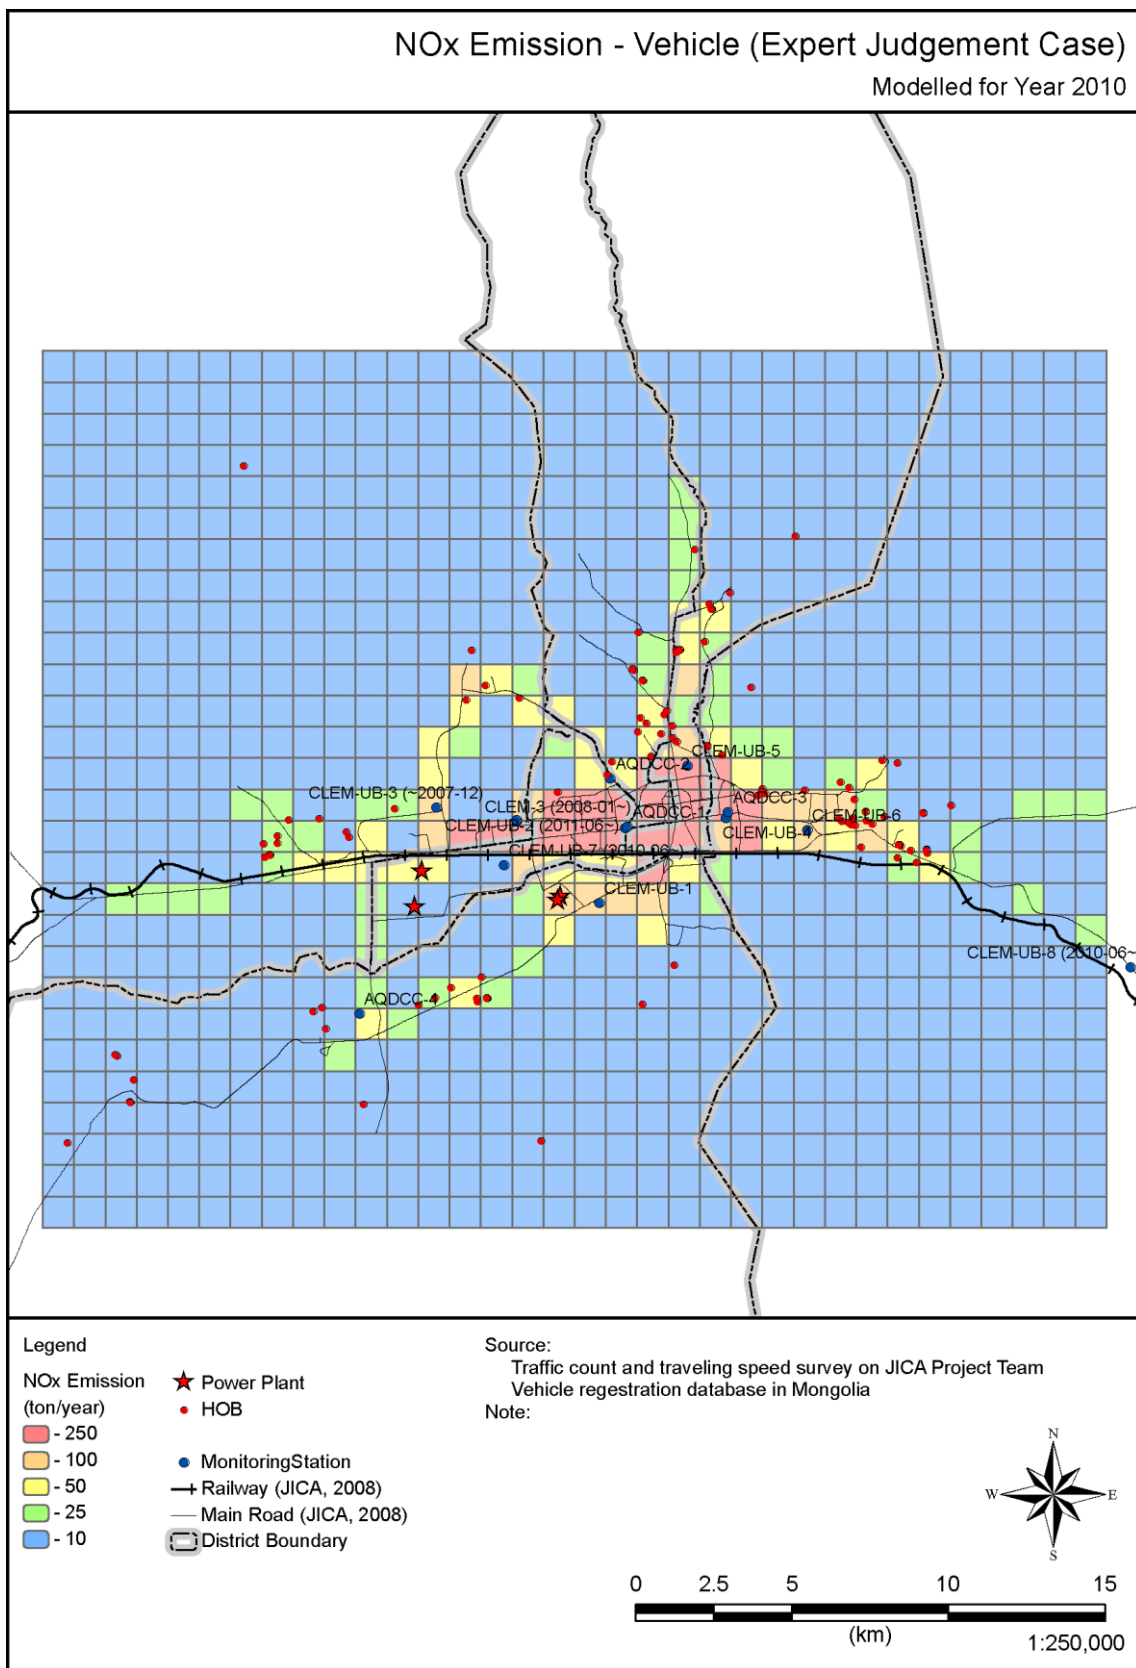 NOx Emission - Vehicle (Expert Judgement Case)
Modelled for Year 2010
CLEM-UB-5
AQDCC-2
CLEM-UB-3 (~2007-12)
AQDCC-3
CLEM-3 (2008-01~)
AQDCC-1
CLEM-UB-6
CLEM-UB-2 (2011-06~)
CLEM-UB-4
CLEM-UB-7 (2010-06~)
CLEM-UB-1
CLEM-UB-8 (2010-06~
AQDCC-4
Legend
NOx Emission
(ton/year)
- 250
- 100
- 50
- 25
- 10
Power Plant
HOB
MonitoringStation
Railway (JICA, 2008)
Main Road (JICA, 2008)
District Boundary
Source:
Traffic count and traveling speed survey on JICA Project Team
Vehicle regestration database in Mongolia
Note:
N
W E
S
0 2.5 5 10 15
(km)
1:250,000